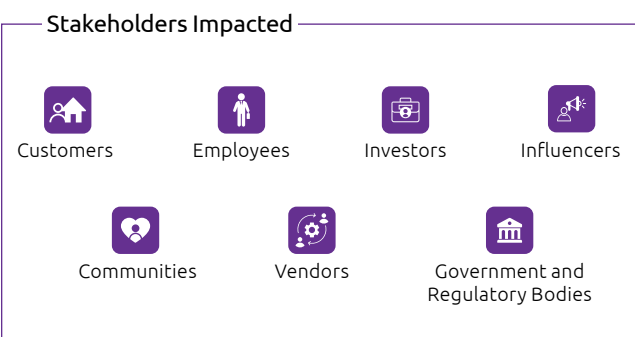 Stakeholders Impacted
Customers
Employees
Investors
Influencers
Communities
Vendors
Government and
Regulatory Bodies